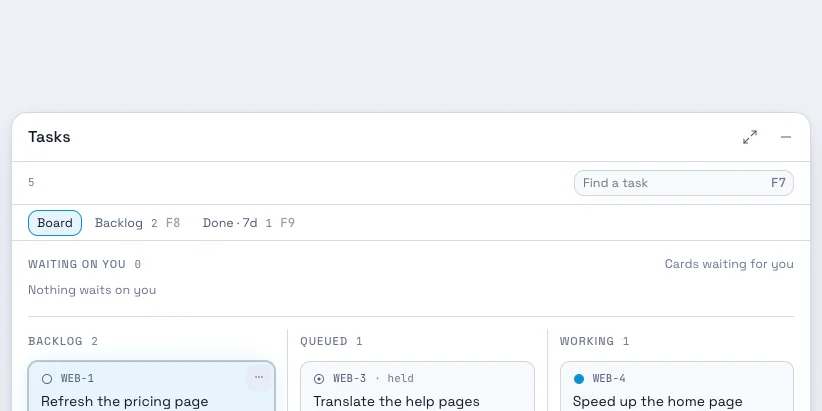 Tasks
5
Find a task F7
Board Backlog 2 F8 Done · 7d 1 F9
WAITING ON YOU 0 Cards waiting for you
Nothing waits on you
BACKLOG 2 QUEUED 1 WORKING 1
WEB-1 ··· WEB-3 · held WEB-4
Refresh the pricing page Translate the help pages Speed up the home page